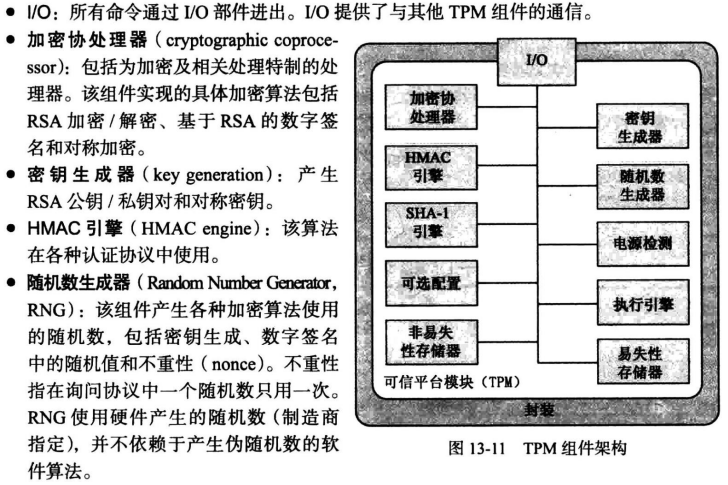 • I/O：所有命令通过 I/O 部件进出。I/O 提供了与其他 TPM 组件的通信。
• 加密协处理器（cryptographic coproce-
ssor）：包括为加密及相关处理特制的处
理器。该组件实现的具体加密算法包括
RSA 加密 / 解密、基于 RSA 的数字签
名和对称加密。
• 密钥生成器（key generation）：产生
RSA 公钥 / 私钥对和对称密钥。
• HMAC 引擎（HMAC engine）：该算法
在各种认证协议中使用。
• 随机数生成器（Random Number Generator，
RNG）：该组件产生各种加密算法使用
的随机数，包括密钥生成、数字签名
中的随机值和不重性（nonce）。不重性
指在询问协议中一个随机数只用一次。
RNG 使用硬件产生的随机数（制造商
指定），并不依赖于产生伪随机数的软
件算法。
I/O
加密协
处理器
HMAC
引擎
SHA-1
引擎
可选配置
非易失
性存储器
密钥
生成器
随机数
生成器
电源检测
执行引擎
易失性
存储器
可信平台模块（TPM）
封装
图 13-11 TPM 组件架构